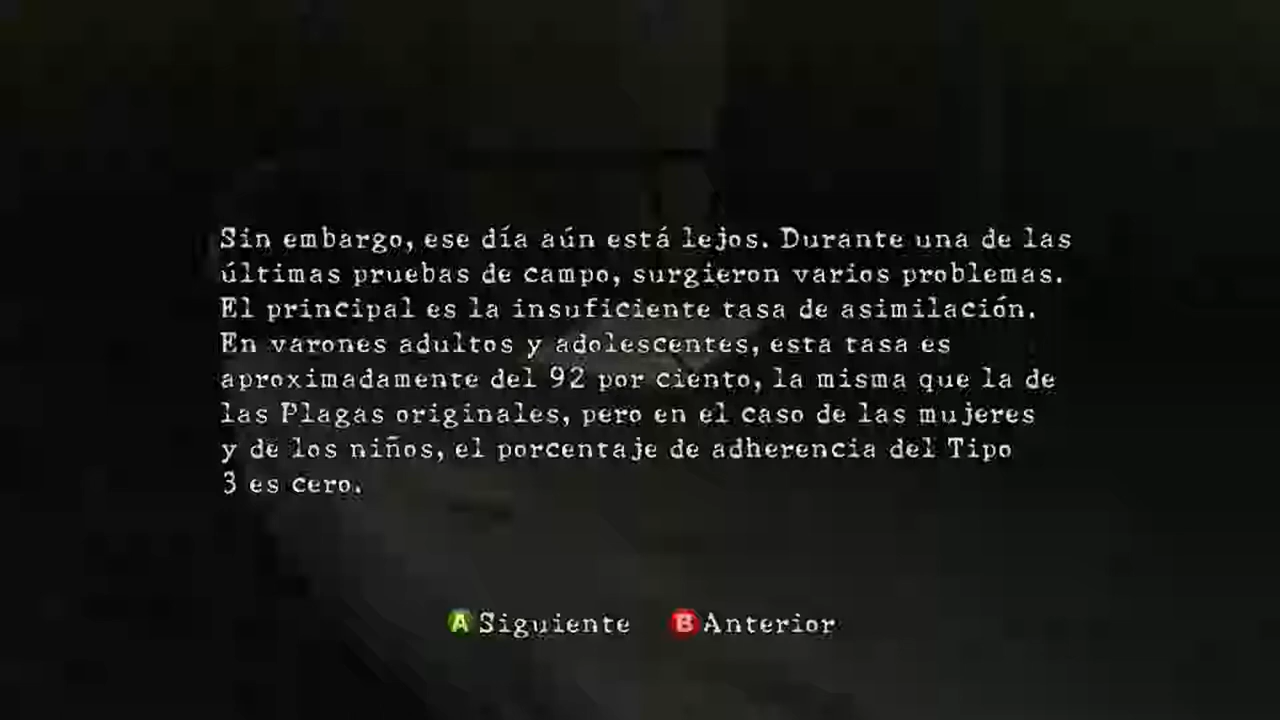 Sin embargo, ese día aún está lejos. Durante una de las
últimas pruebas de campo, surgieron varios problemas.
El principal es la insuficiente tasa de asimilación.
En varones adultos y adolescentes, esta tasa es
aproximadamente del 92 por ciento, la misma que la de
las Plagas originales, pero en el caso de las mujeres
y de los niños, el porcentaje de adherencia del Tipo
3 es cero.
A Siguiente B Anterior